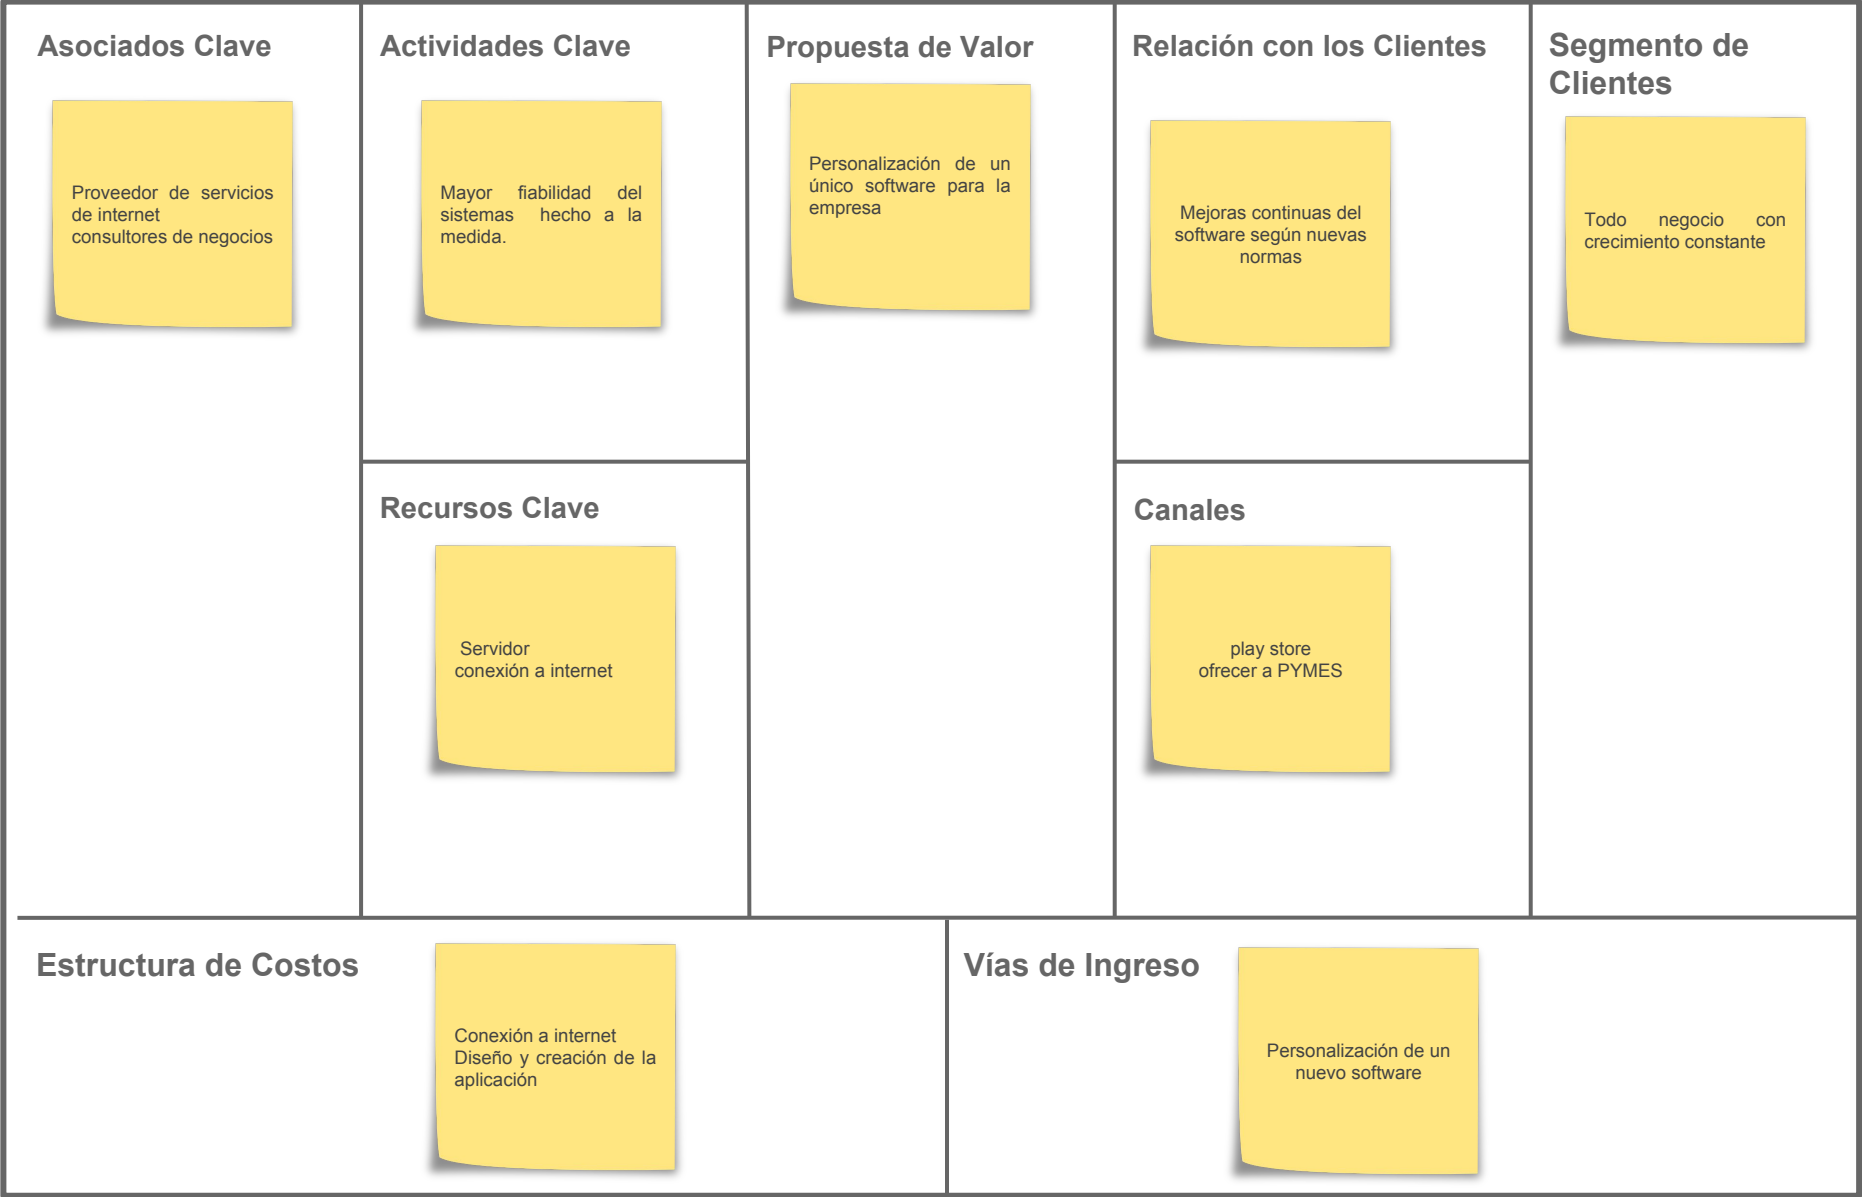 Asociados Clave
Proveedor de servicios
de internet
consultores de negocios
Actividades Clave
Mayor fiabilidad del
sistemas hecho a la
medida.
Propuesta de Valor
Personalización de un
único software para la
empresa
Relación con los Clientes
Mejoras continuas del
software según nuevas
normas
Segmento de
Clientes
Todo negocio con
crecimiento constante
Recursos Clave
Servidor
conexión a internet
Canales
play store
ofrecer a PYMES
Estructura de Costos
Conexión a internet
Diseño y creación de la
aplicación
Vías de Ingreso
Personalización de un
nuevo software